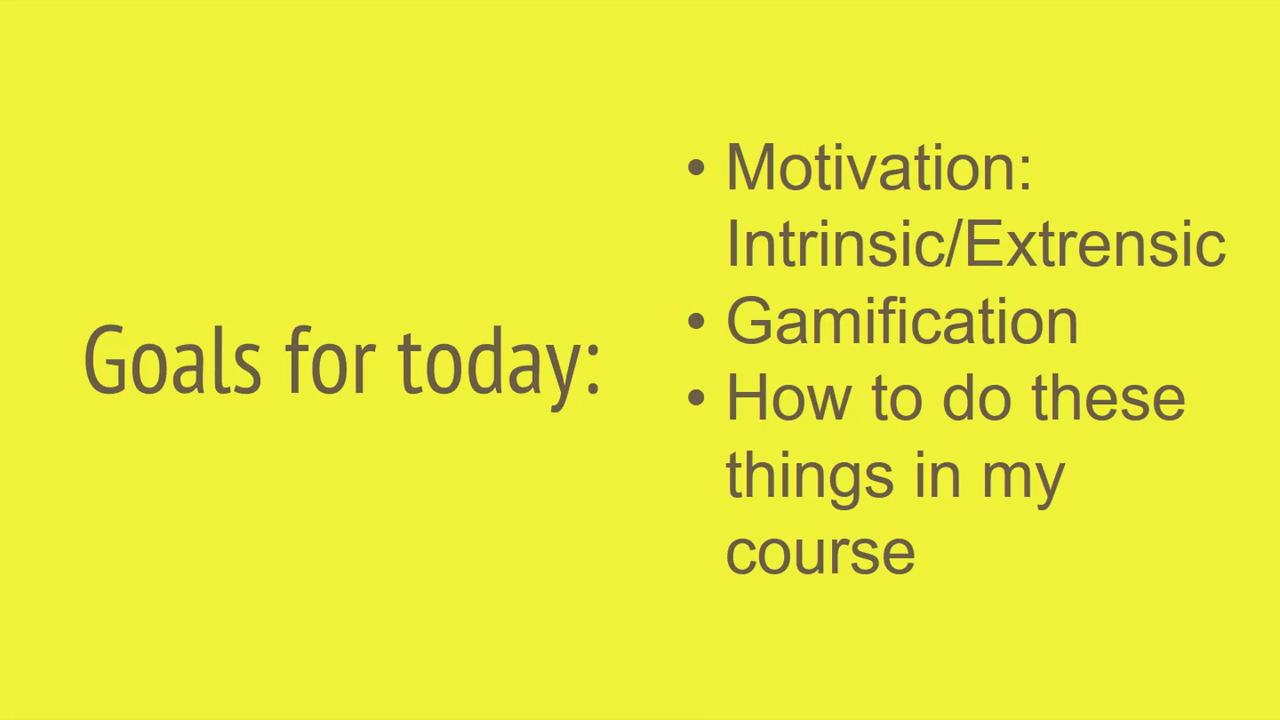 Goals for today:
• Motivation:
Intrinsic/Extrensic
• Gamification
• How to do these
things in my
course